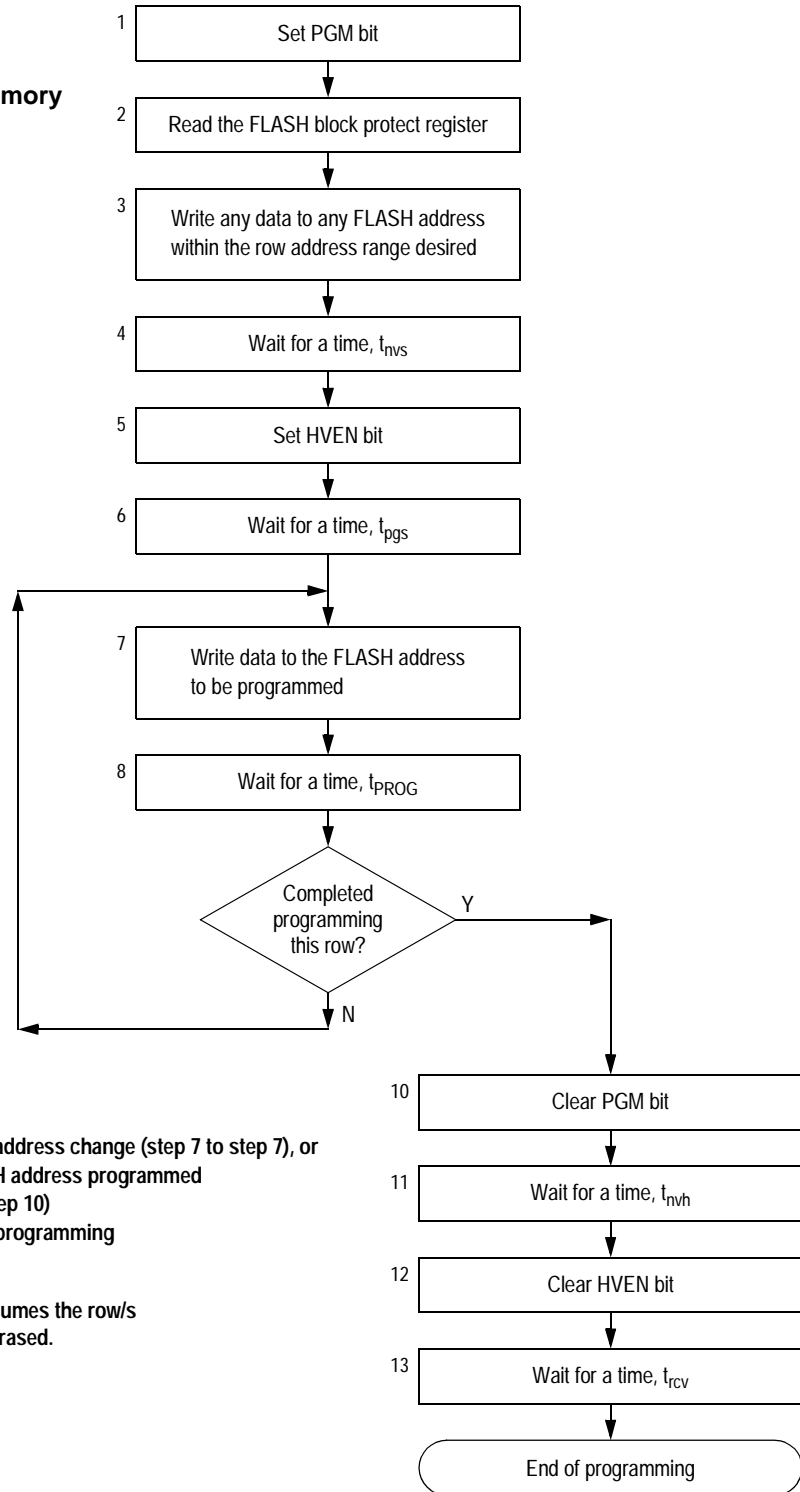 1
Set PGM bit
mory
2
Read the FLASH block protect register
3
Write any data to any FLASH address
within the row address range desired
4
Wait for a time, tnvs
5
Set HVEN bit
6
Wait for a time, tpgs
7
Write data to the FLASH address
to be programmed
8
Wait for a time, tPROG
Completed
programming
this row?
Y
N
10
Clear PGM bit
address change (step 7 to step 7), or
H address programmed
ep 10)
programming
11
Wait for a time, tnvh
12
Clear HVEN bit
umes the row/s
rased.
13
Wait for a time, trcv
End of programming